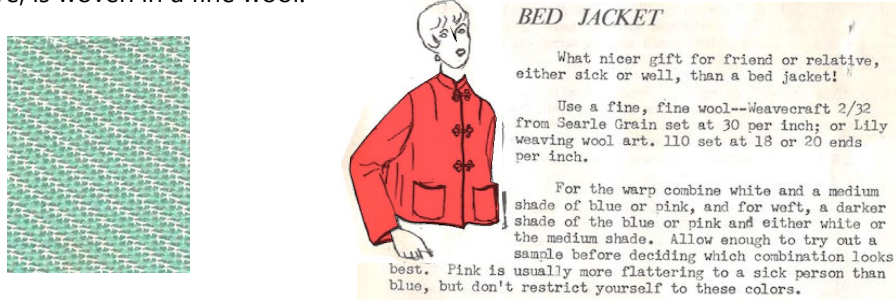 is woven in a fine wool.
BED JACKET
What nicer gift for friend or relative,
either sick or well, than a bed jacket!
Use a fine, fine wool--Weavecraft 2/32
from Searle Grain set at 30 per inch; or Lily
weaving wool art. 110 set at 18 or 20 ends
per inch.
For the warp combine white and a medium
shade of blue or pink, and for weft, a darker
shade of the blue or pink and either white or
the medium shade. Allow enough to try out a
sample before deciding which combination looks
best. Pink is usually more flattering to a sick person than
blue, but don't restrict yourself to these colors.